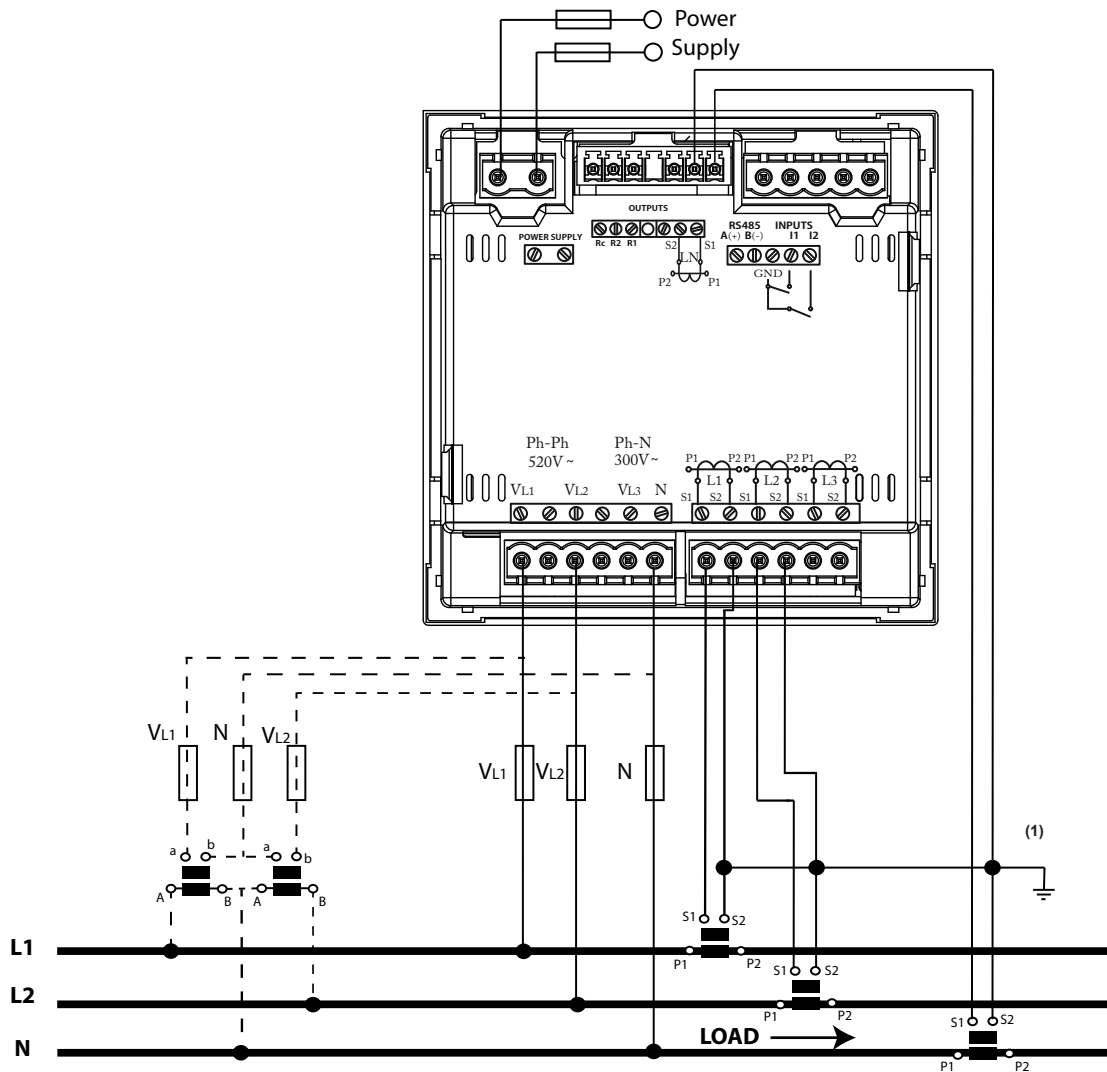 Power
Supply
OUTPUTS
POWER SUPPLY
Rc R2 R1
S2 S1
LN
P2 P1
RS485 INPUTS
A(+) B(-) I1 I2
GND
Ph-Ph Ph-N
520V ~ 300V ~
P1 P2 P1 P2 P1 P2
L1 L2 L3
VL1 VL2 VL3 N
S1 S2 S1 S2 S1 S2
VL1 N VL2
VL1 VL2 N
(1)
a b a b
A B A B
S1 S2
L1
P1 P2
S1 S2
L2
P1 P2
LOAD
S1 S2
N
P1 P2